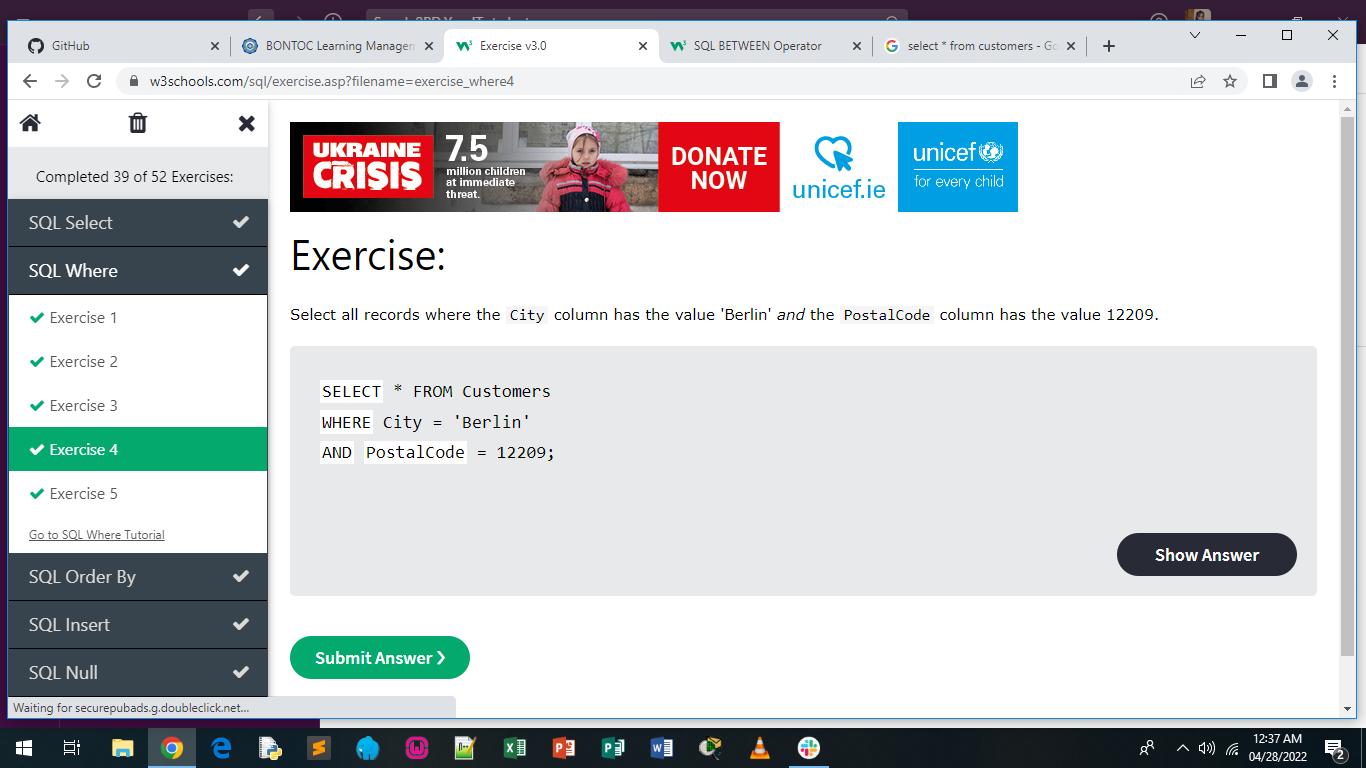 GitHub
BONTOC Learning Managem
Exercise v3.0
SQL BETWEEN Operator
select * from customers - Go
w3schools.com/sql/exercise.asp?filename=exercise_where4
Completed 39 of 52 Exercises:
SQL Select
SQL Where
Exercise 1
Exercise 2
Exercise 3
Exercise 4
Exercise 5
Go to SQL Where Tutorial
SQL Order By
SQL Insert
SQL Null
Waiting for securepubads.g.doubleclick.net...
UKRAINE
CRISIS
7.5
million children
at immediate
threat.
DONATE
NOW
unicef.ie
unicef
for every child
Exercise:
Select all records where the City column has the value 'Berlin' and the PostalCode column has the value 12209.
SELECT * FROM Customers
WHERE City = 'Berlin'
AND PostalCode = 12209;
Show Answer
Submit Answer ❯
12:37 AM
04/28/2022
2